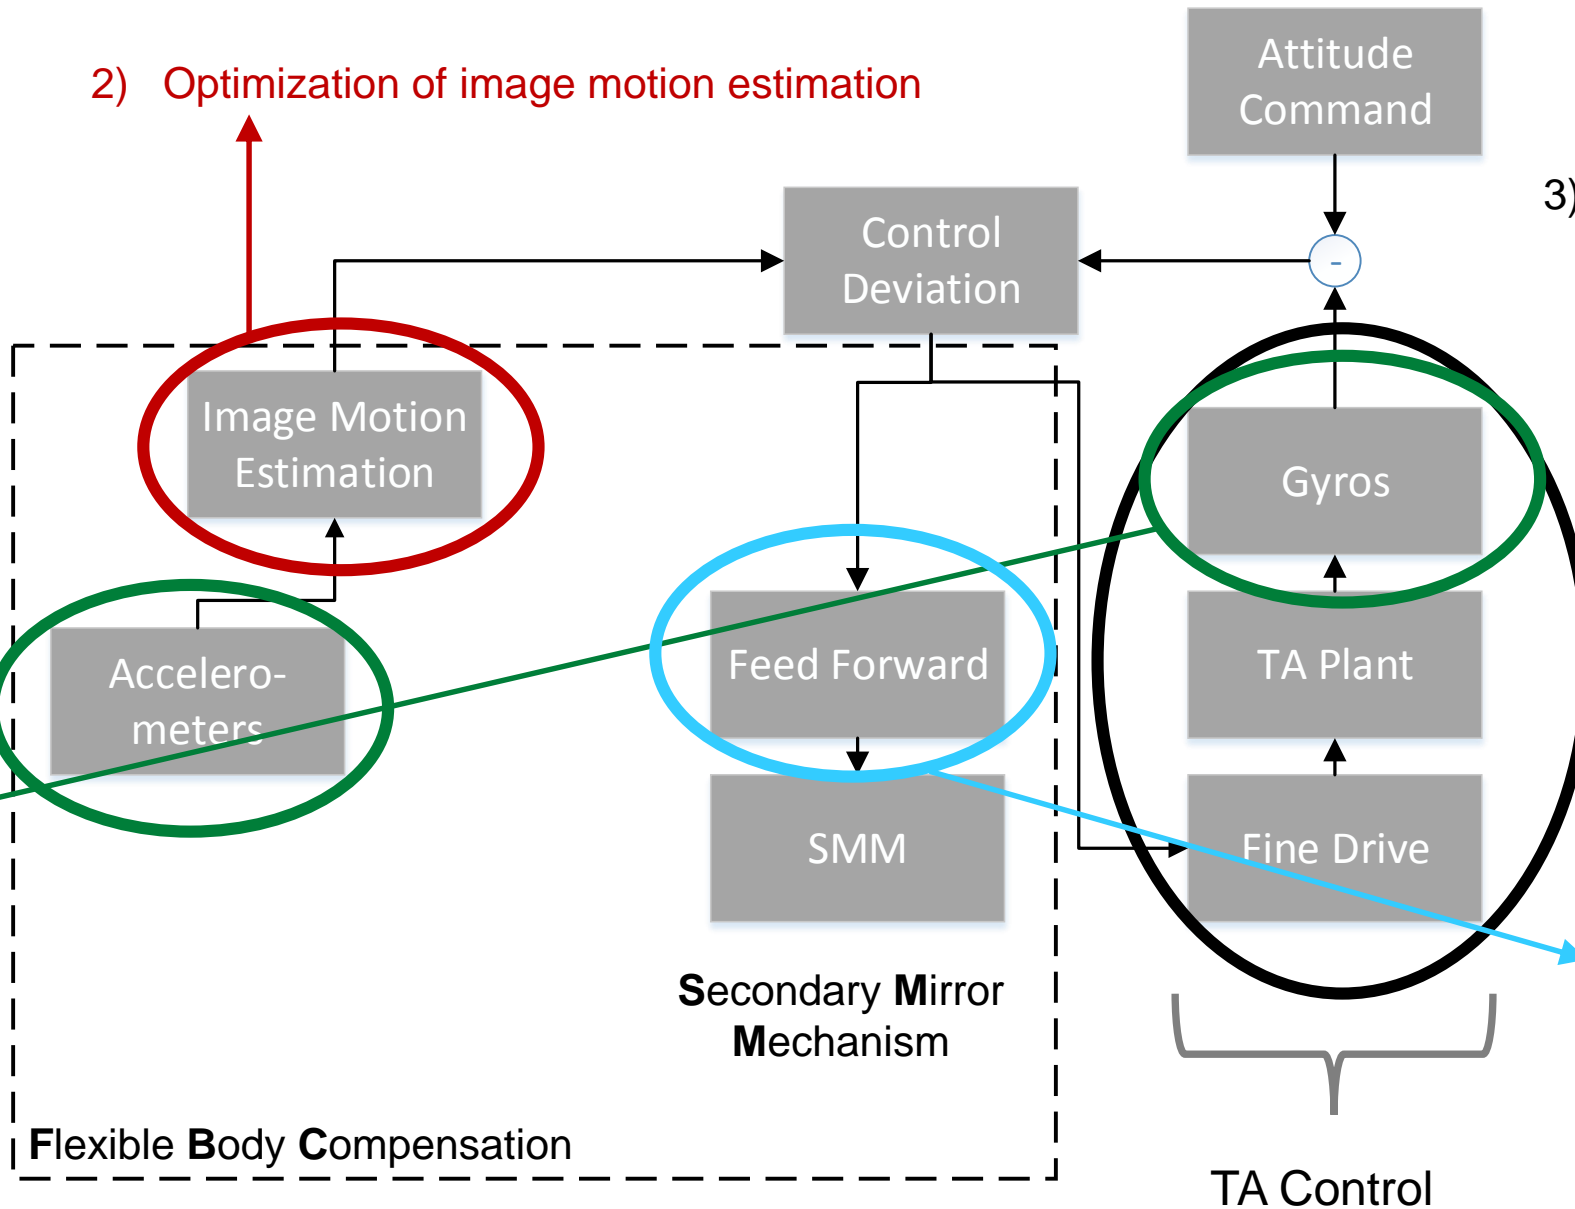 Attitude
Command
2) Optimization of image motion estimation
3)
Control
Deviation
-
Image Motion
Estimation
Gyros
Accelero-
meters
Feed Forward
TA Plant
SMM
Fine Drive
Secondary Mirror
Mechanism
Flexible Body Compensation
TA Control